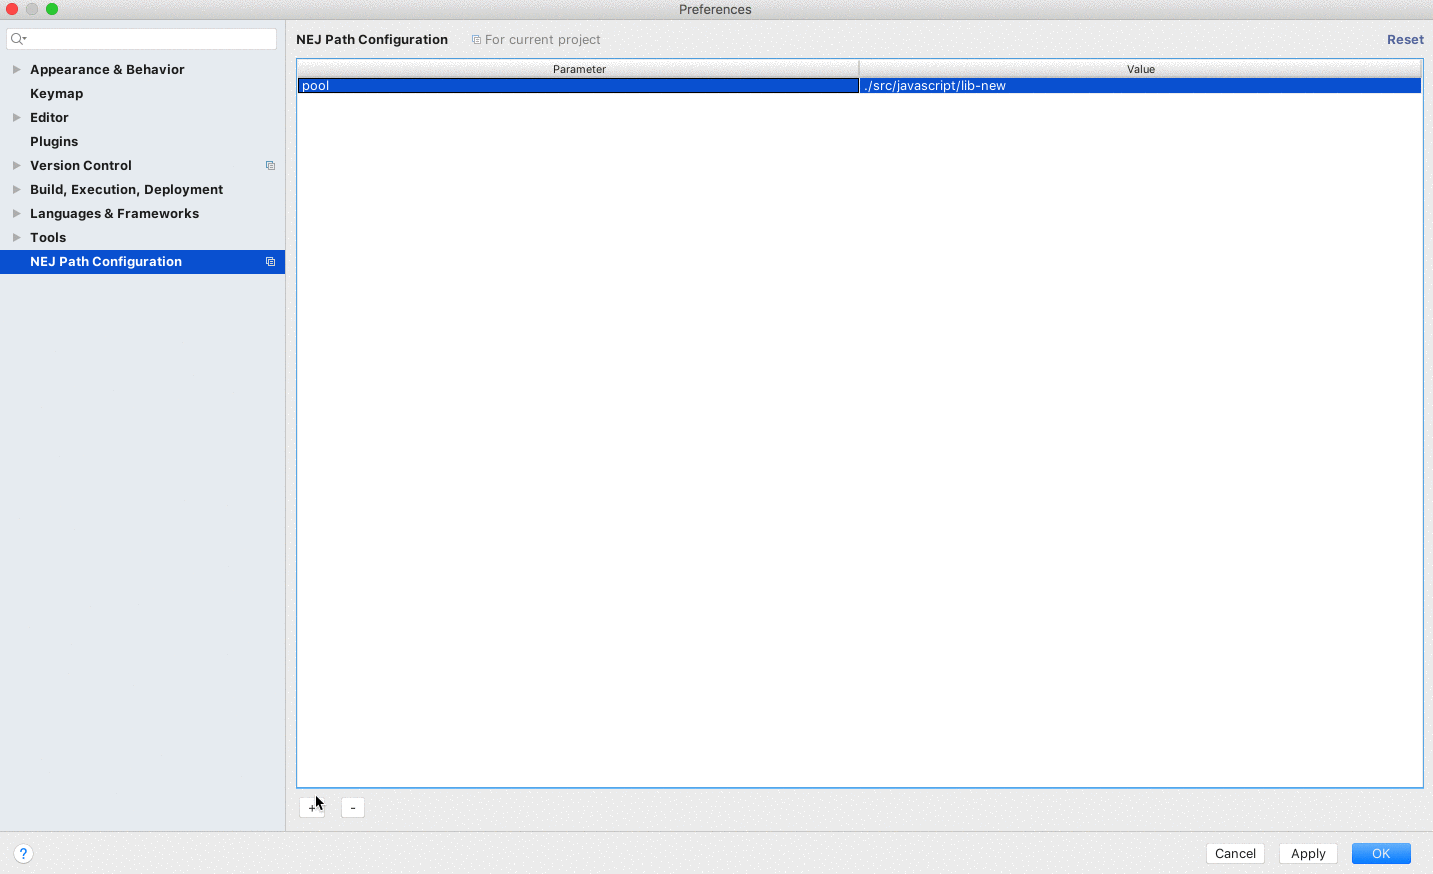 Preferences
NEJ Path Configuration For current project Reset
Appearance & Behavior
Keymap
Editor
Plugins
Version Control
Build, Execution, Deployment
Languages & Frameworks
Tools
NEJ Path Configuration
Parameter Value
pool ./src/javascript/lib-new
+ -
? Cancel Apply OK